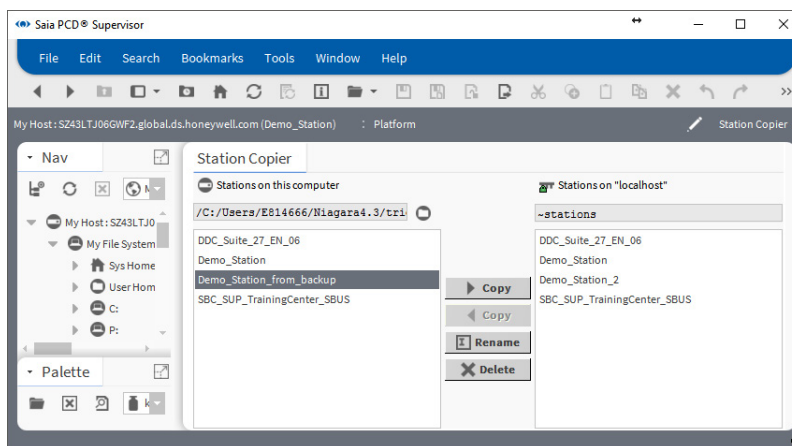 Saia PCD® Supervisor
File Edit Search Bookmarks Tools Window Help
My Host : SZ43LTJ06GWF2.global.ds.honeywell.com (Demo_Station) : Platform Station Copier
Nav
My Host : SZ43LTJ0
My File System
Sys Home
User Hom
C:
P:
Palette
Station Copier
Stations on this computer
/C:/Users/E814666/Niagara4.3/tri
DDC_Suite_27_EN_06
Demo_Station
Demo_Station_from_backup
SBC_SUP_TrainingCenter_SBUS
Copy
Copy
Rename
Delete
Stations on "localhost"
~stations
DDC_Suite_27_EN_06
Demo_Station
Demo_Station_2
SBC_SUP_TrainingCenter_SBUS